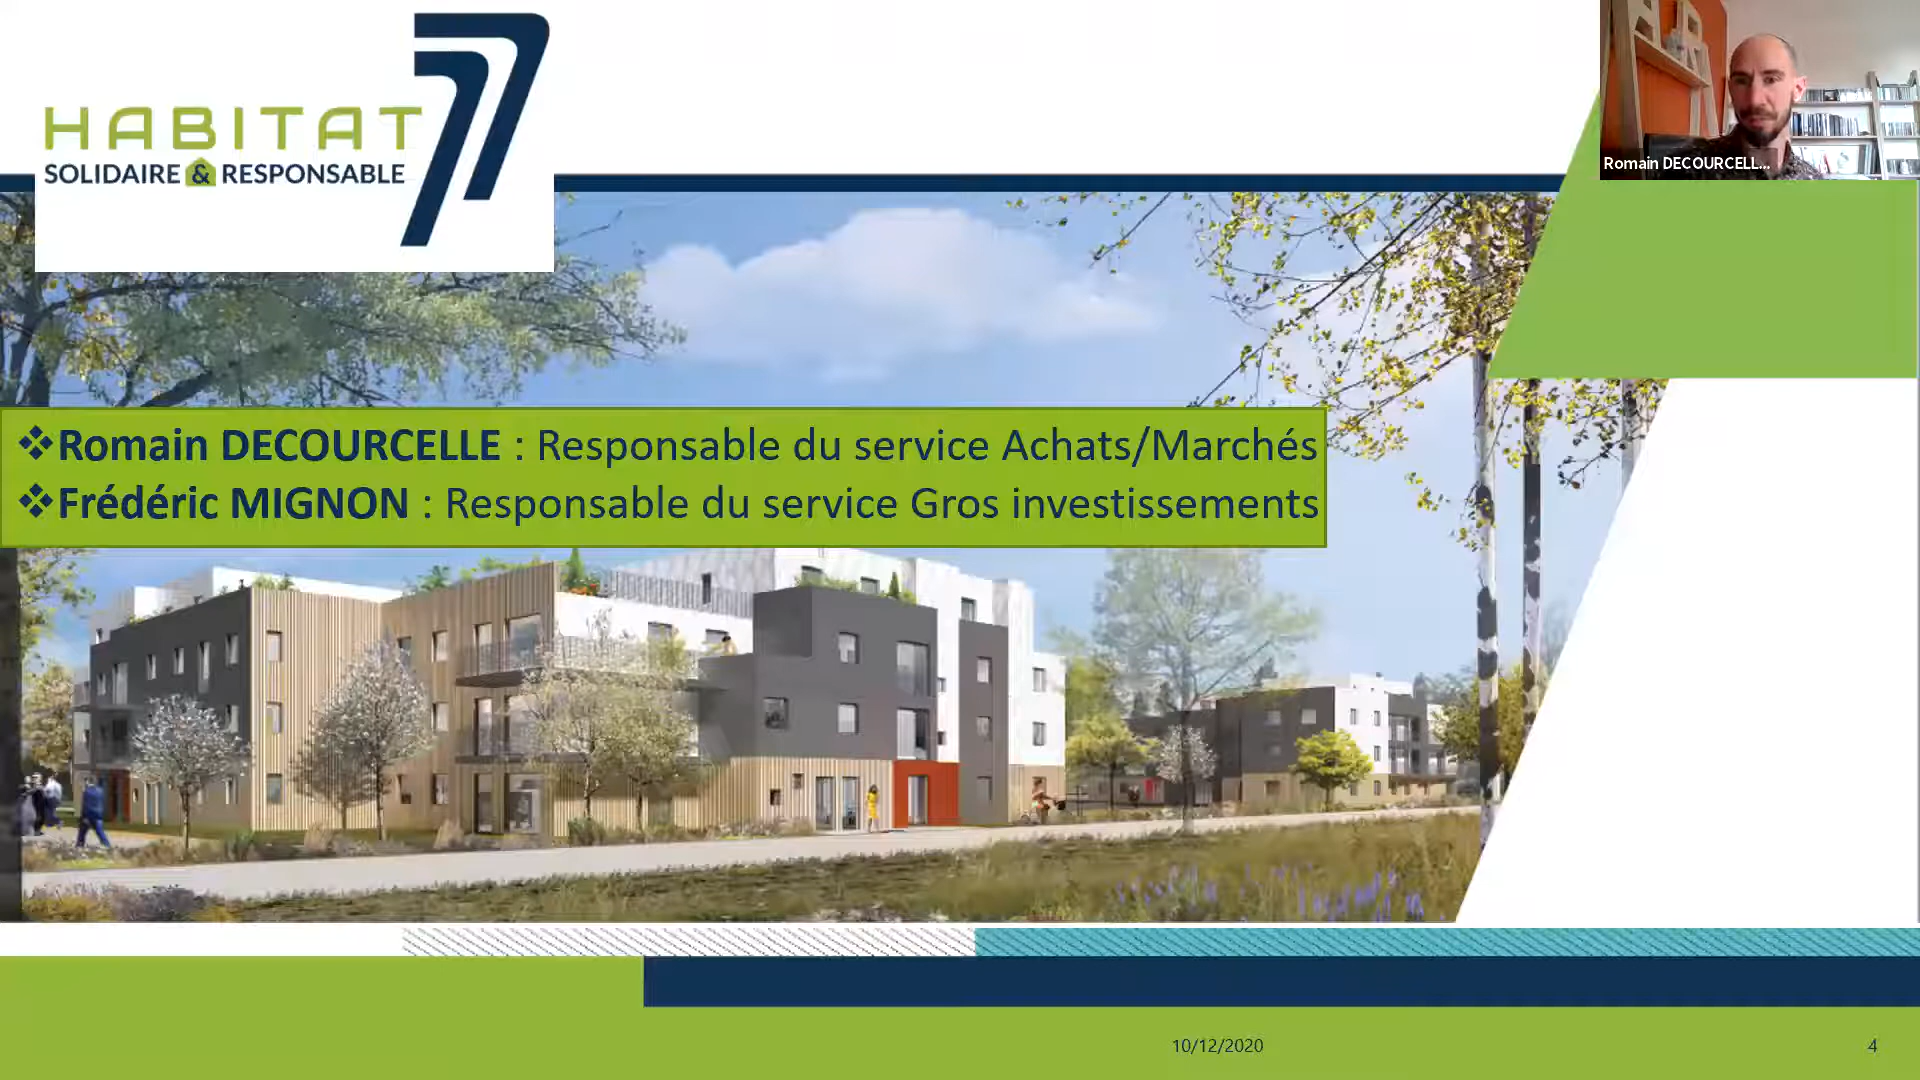 HABITAT 77
SOLIDAIRE & RESPONSABLE
Romain DECOURCELL...
❖Romain DECOURCELLE : Responsable du service Achats/Marchés
❖Frédéric MIGNON : Responsable du service Gros investissements
10/12/2020
4